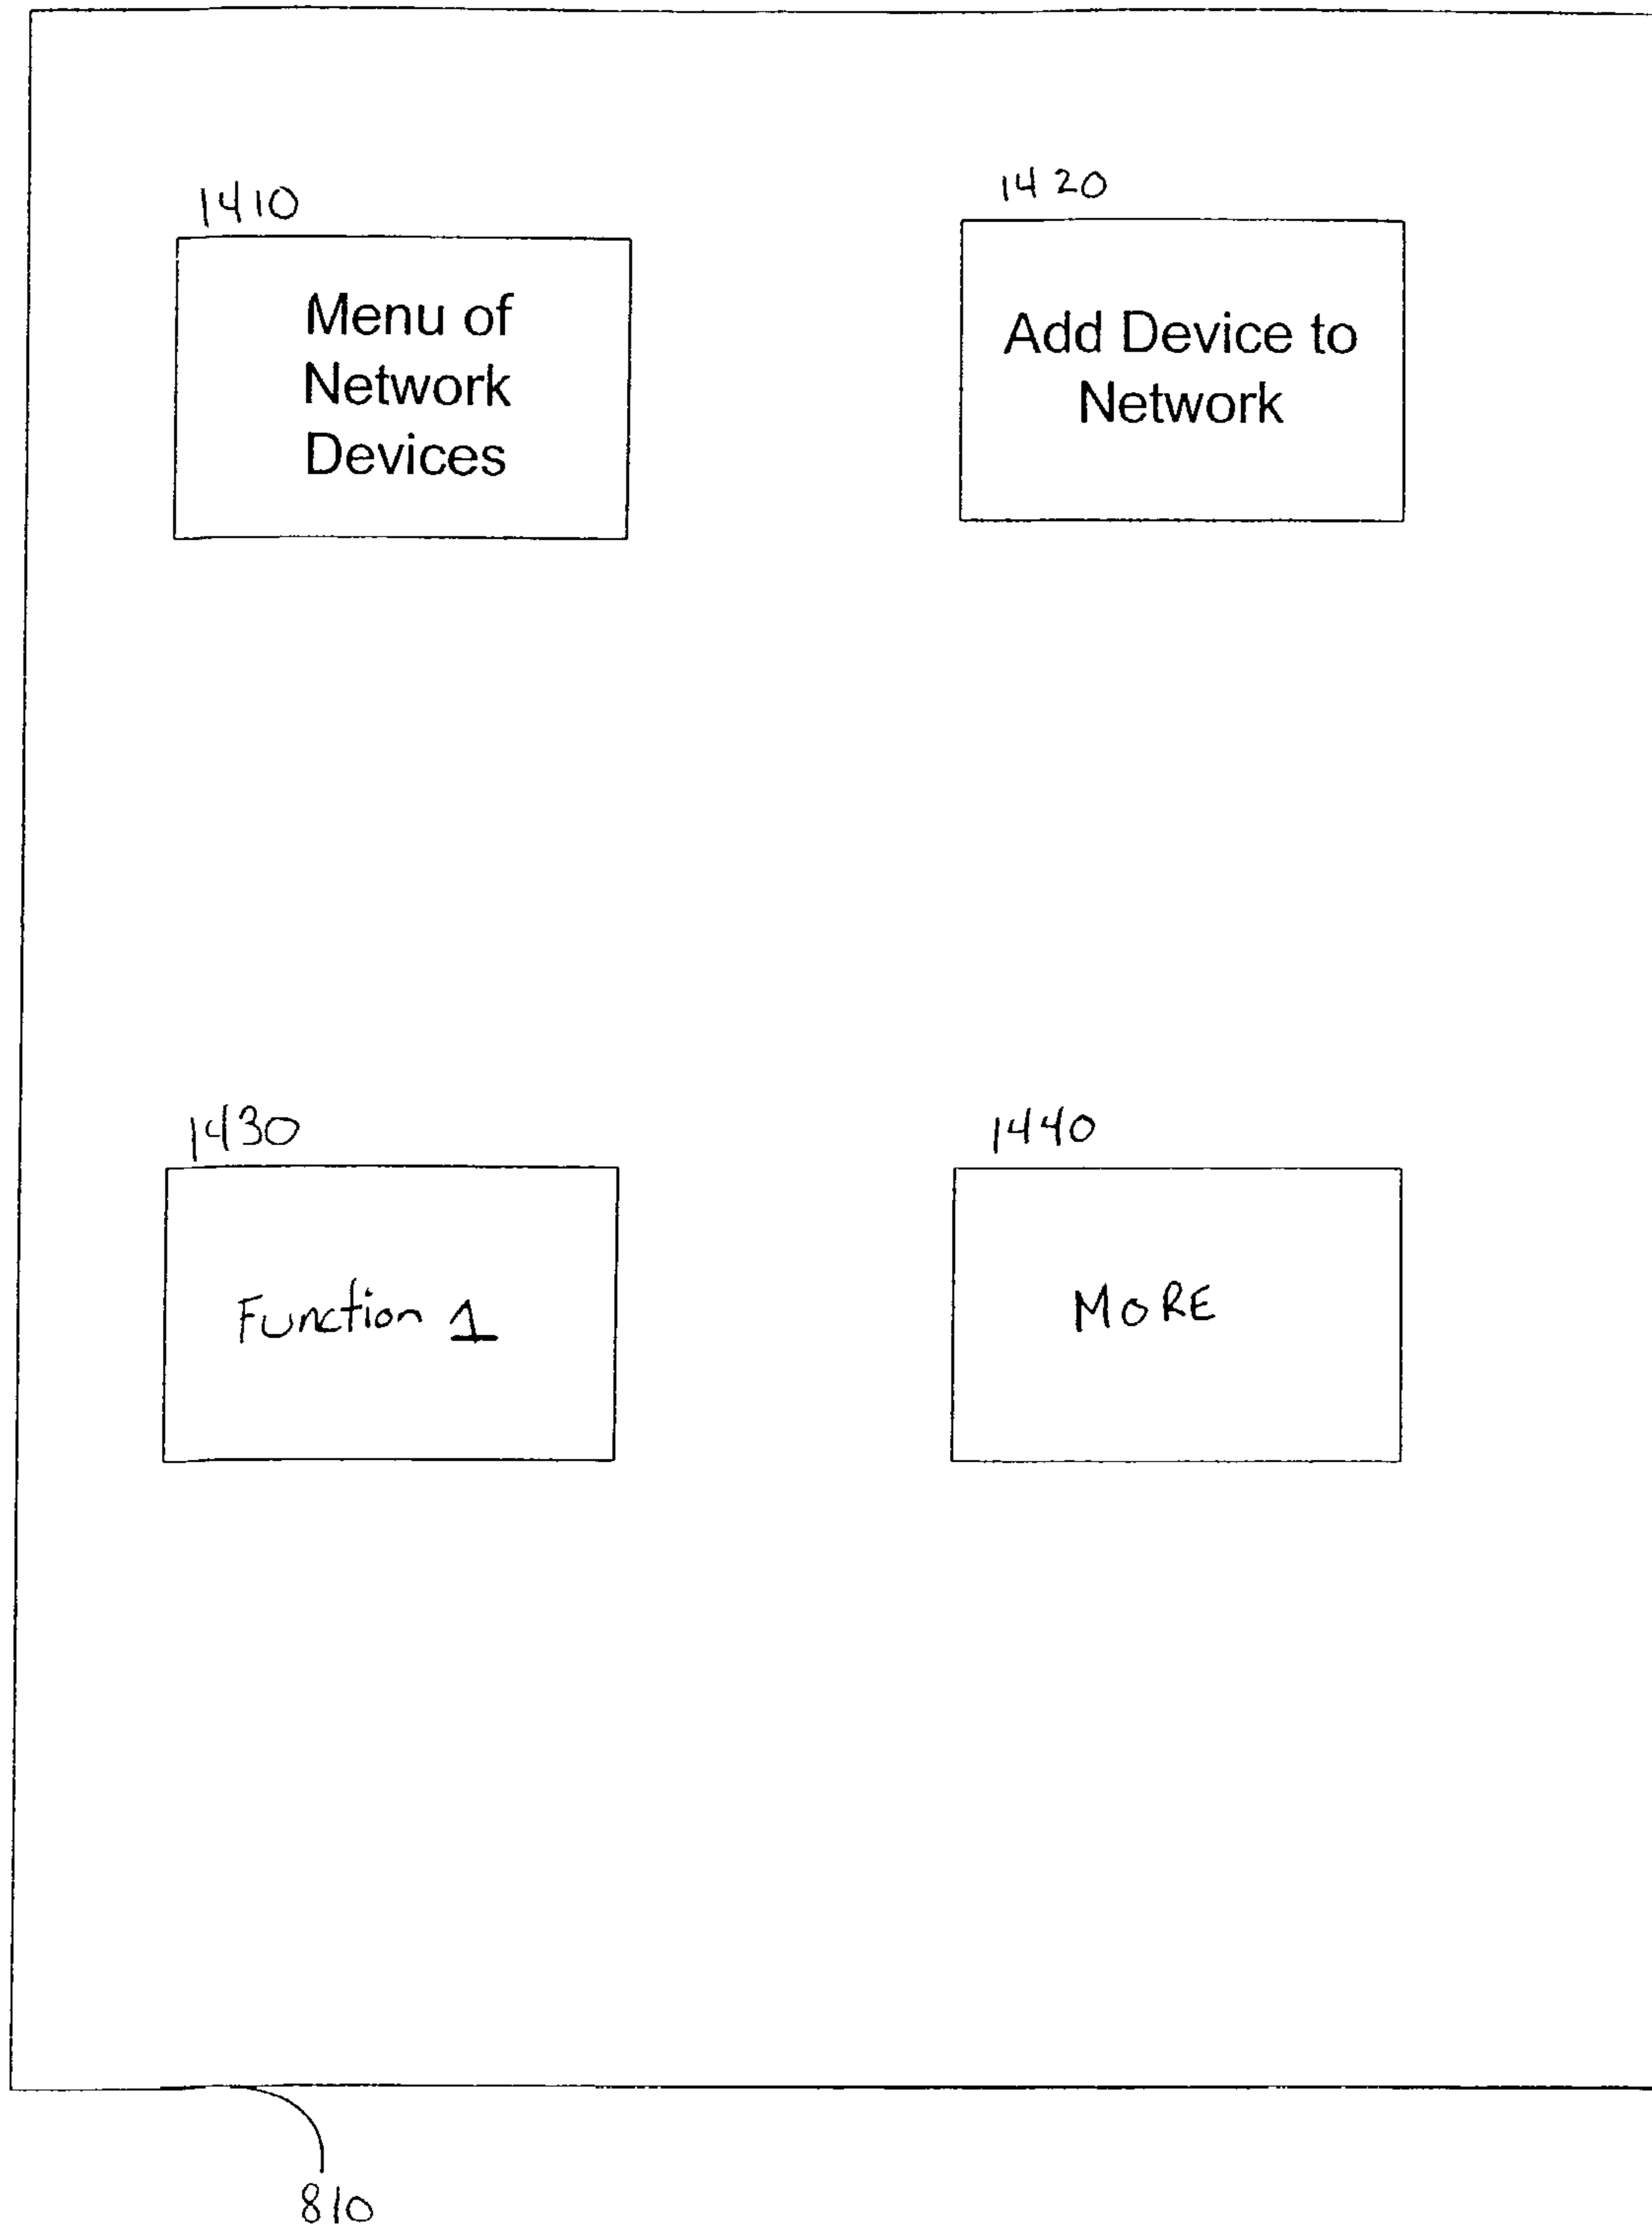 1410
Menu of
Network
Devices
1420
Add Device to
Network
1430
Function 1
1440
MORE
810